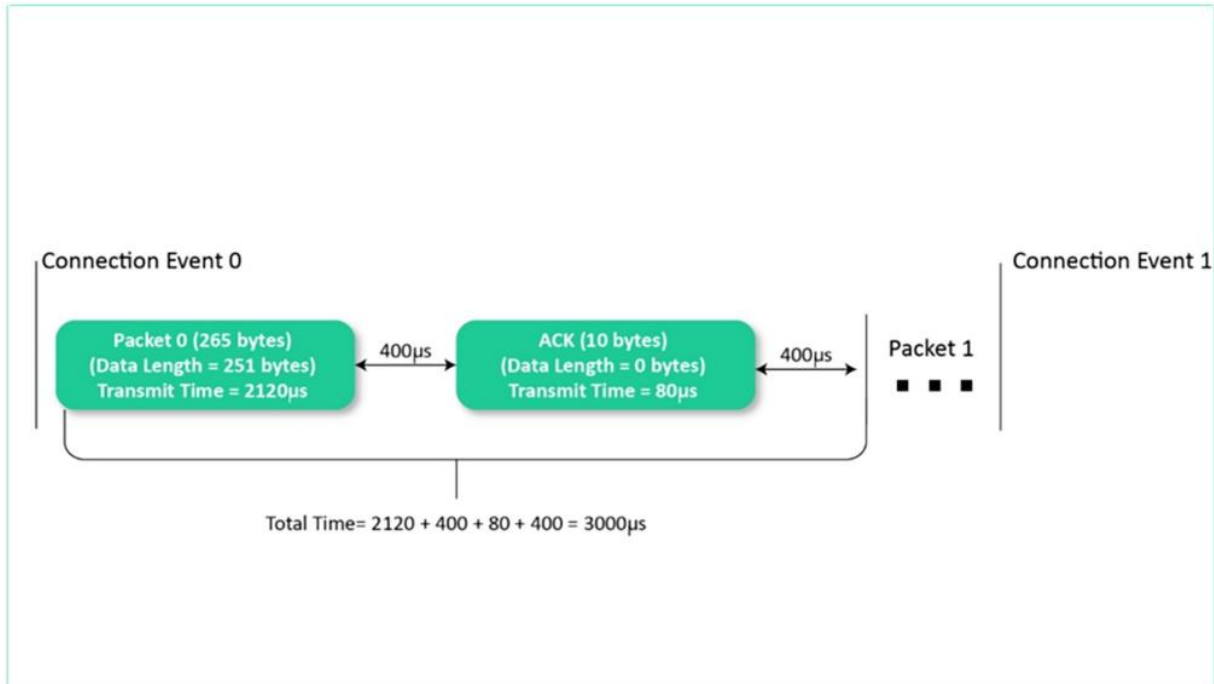 Connection Event 0
Connection Event 1
Packet 0 (265 bytes)
(Data Length = 251 bytes)
Transmit Time = 2120µs
400µs
ACK (10 bytes)
(Data Length = 0 bytes)
Transmit Time = 80µs
400µs
Packet 1
Total Time= 2120 + 400 + 80 + 400 = 3000µs